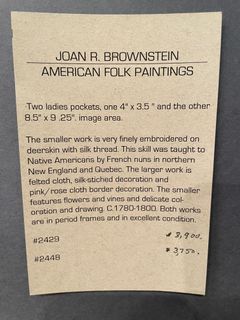 JOAN R. BROWNSTEIN
AMERICAN FOLK PAINTINGS
Two ladies pockets, one 4" x 3.5 " and the other
8.5" x 9 .25" image area.
The smaller work is very finely embroidered on
deerskin with silk thread. This skill was taught to
Native Americans by French nuns in northern
New England and Quebec. The larger work is
felted cloth, silk-stiched decoration and
pink/ rose cloth border decoration. The smaller
features flowers and vines and delicate col-
oration and drawing. C.1780-1800. Both works
are in period frames and in excellent condition.
#2429
#2448
$ 3,750.